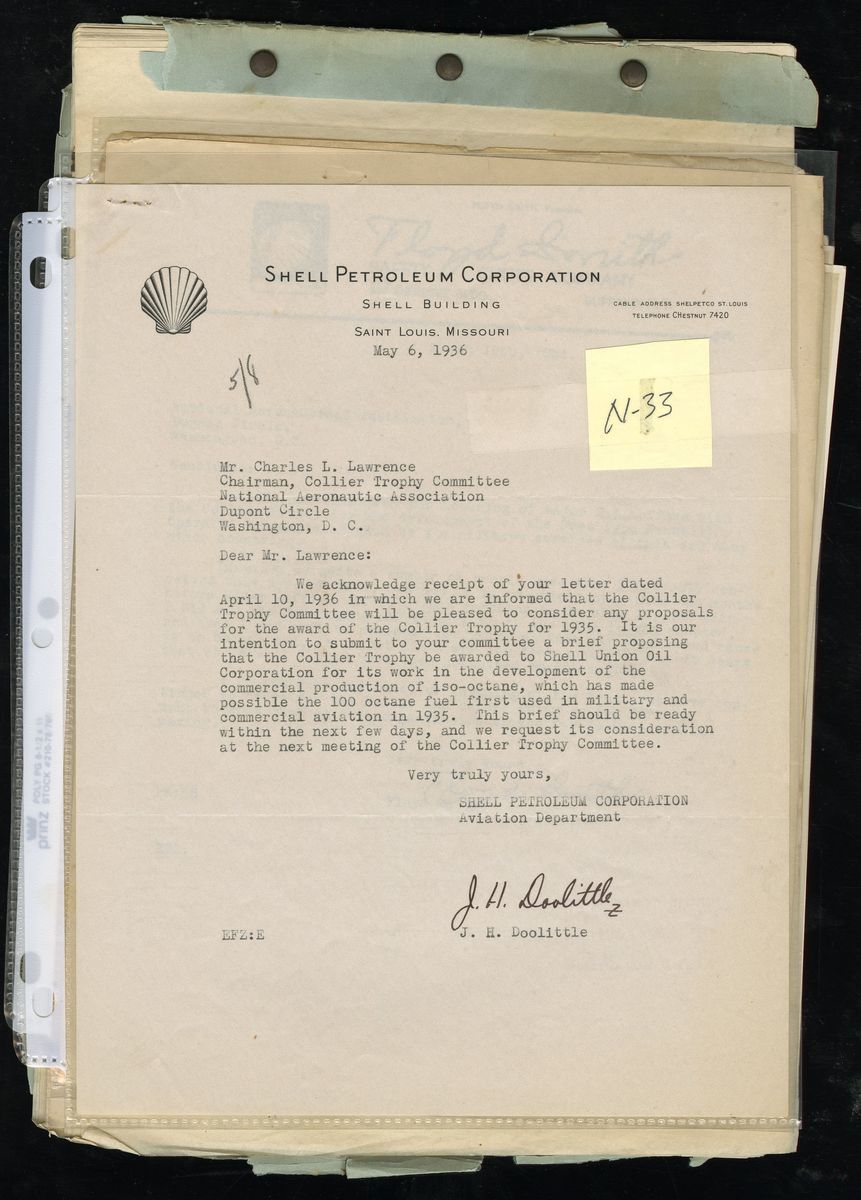 SHELL PETROLEUM CORPORATION
SHELL BUILDING
SAINT LOUIS, MISSOURI
CABLE ADDRESS SHELPETCO ST. LOUIS
TELEPHONE CHESTNUT 7420
May 6, 1936
5/8
N-33
Mr. Charles L. Lawrence
Chairman, Collier Trophy Committee
National Aeronautic Association
Dupont Circle
Washington, D. C.
Dear Mr. Lawrence:
We acknowledge receipt of your letter dated
April 10, 1936 in which we are informed that the Collier
Trophy Committee will be pleased to consider any proposals
for the award of the Collier Trophy for 1935. It is our
intention to submit to your committee a brief proposing
that the Collier Trophy be awarded to Shell Union Oil
Corporation for its work in the development of the
commercial production of iso-octane, which has made
possible the 100 octane fuel first used in military and
commercial aviation in 1935. This brief should be ready
within the next few days, and we request its consideration
at the next meeting of the Collier Trophy Committee.
Very truly yours,
SHELL PETROLEUM CORPORATION
Aviation Department
J. H. Doolittle
z
EFZ:E
J. H. Doolittle
prinz
POLY PG 8-1/2 x 11